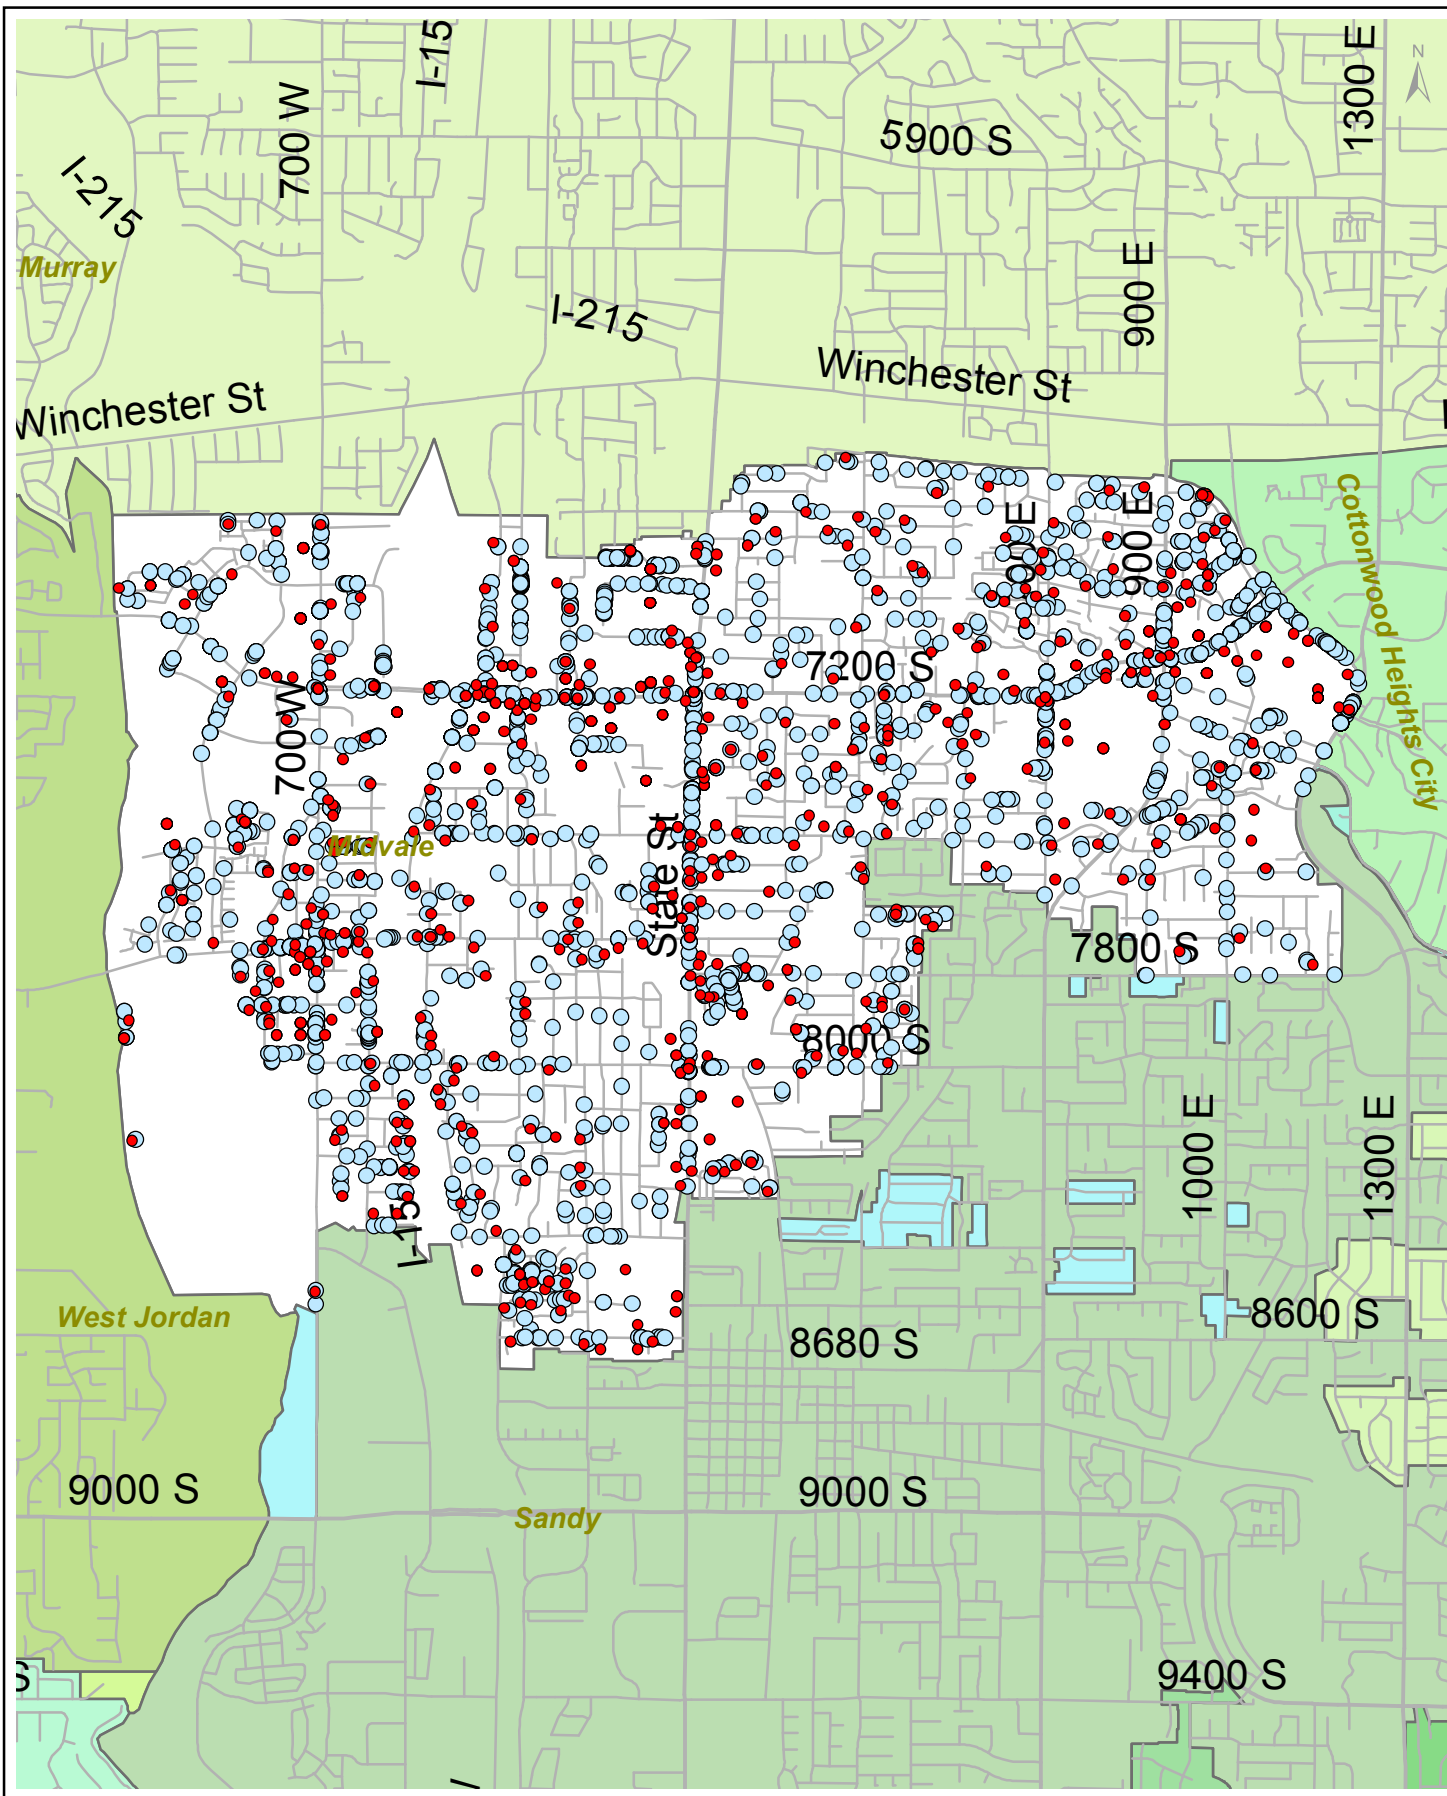 I-15
1300 E
N
700 W
5900 S
I-215
Murray
900 E
I-215
Winchester St
Winchester St
Cottonwood Heights City
900 E
7200 S
700 W
Midvale
State St
7800 S
8000 S
1000 E
1300 E
I-15
West Jordan
8600 S
8680 S
9000 S
9000 S
Sandy
9400 S
S